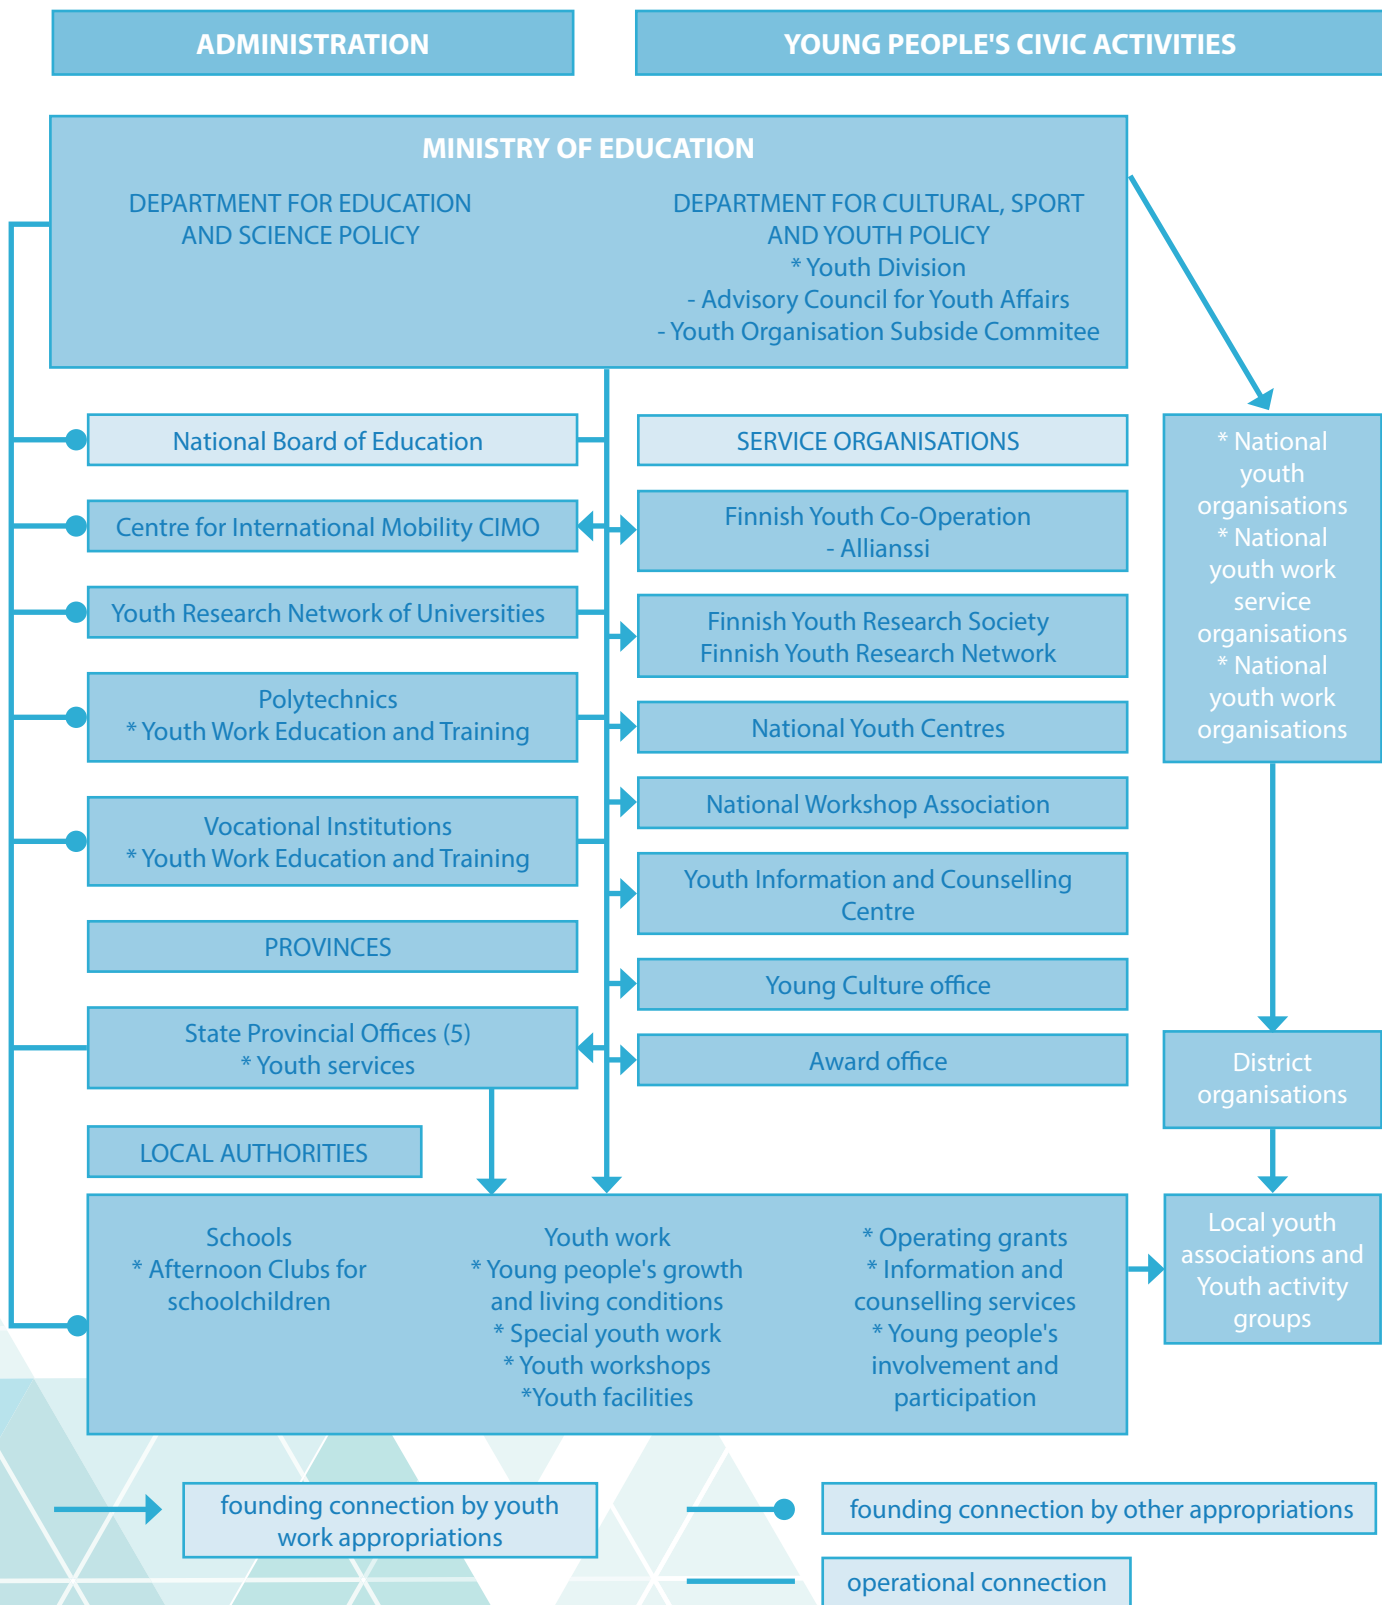 ADMINISTRATION
YOUNG PEOPLE'S CIVIC ACTIVITIES
MINISTRY OF EDUCATION
DEPARTMENT FOR EDUCATION
AND SCIENCE POLICY
DEPARTMENT FOR CULTURAL, SPORT
AND YOUTH POLICY
* Youth Division
- Advisory Council for Youth Affairs
- Youth Organisation Subside Commitee
National Board of Education
Centre for International Mobility CIMO
Youth Research Network of Universities
Polytechnics
* Youth Work Education and Training
Vocational Institutions
* Youth Work Education and Training
PROVINCES
State Provincial Offices (5)
* Youth services
LOCAL AUTHORITIES
SERVICE ORGANISATIONS
Finnish Youth Co-Operation
- Allianssi
Finnish Youth Research Society
Finnish Youth Research Network
National Youth Centres
National Workshop Association
Youth Information and Counselling
Centre
Young Culture office
Award office
* National
youth
organisations
* National
youth work
service
organisations
* National
youth work
organisations
District
organisations
Local youth
associations and
Youth activity
groups
Schools
* Afternoon Clubs for
schoolchildren
Youth work
* Young people's growth
and living conditions
* Special youth work
* Youth workshops
*Youth facilities
* Operating grants
* Information and
counselling services
* Young people's
involvement and
participation
founding connection by youth
work appropriations
founding connection by other appropriations
operational connection